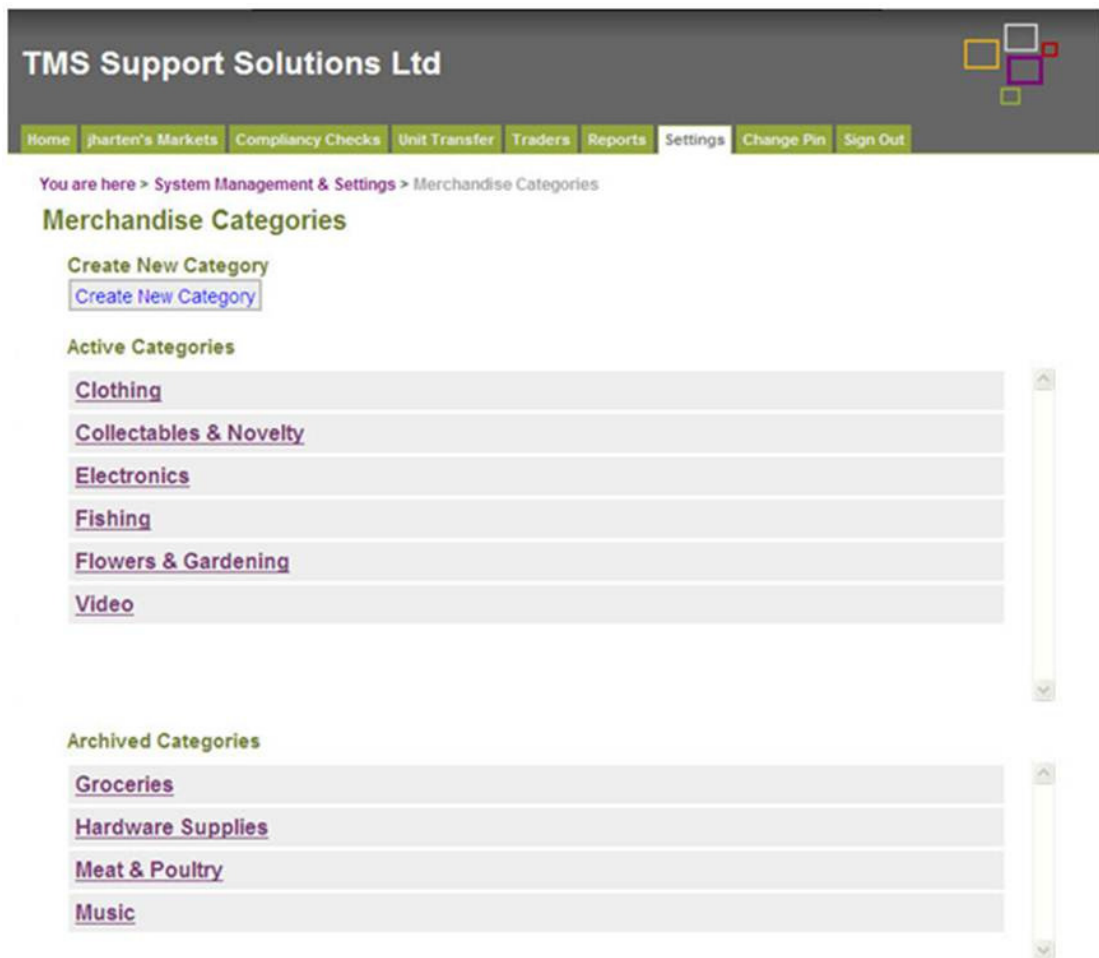 TMS Support Solutions Ltd
Home jharten's Markets Compliancy Checks Unit Transfer Traders Reports Settings Change Pin Sign Out
You are here > System Management & Settings > Merchandise Categories
Merchandise Categories
Create New Category
Create New Category
Active Categories
Clothing
Collectables & Novelty
Electronics
Fishing
Flowers & Gardening
Video
Archived Categories
Groceries
Hardware Supplies
Meat & Poultry
Music